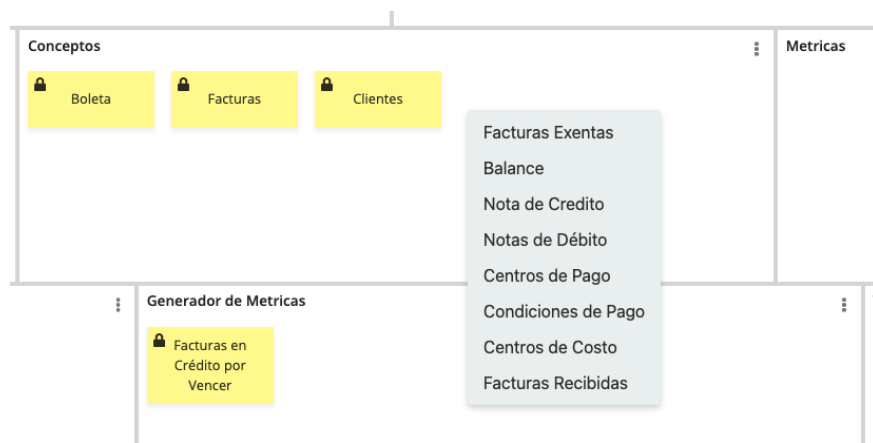 Conceptos
Metricas
Boleta
Facturas
Clientes
Facturas Exentas
Balance
Nota de Credito
Notas de Débito
Centros de Pago
Condiciones de Pago
Centros de Costo
Facturas Recibidas
Generador de Metricas
Facturas en
Crédito por
Vencer